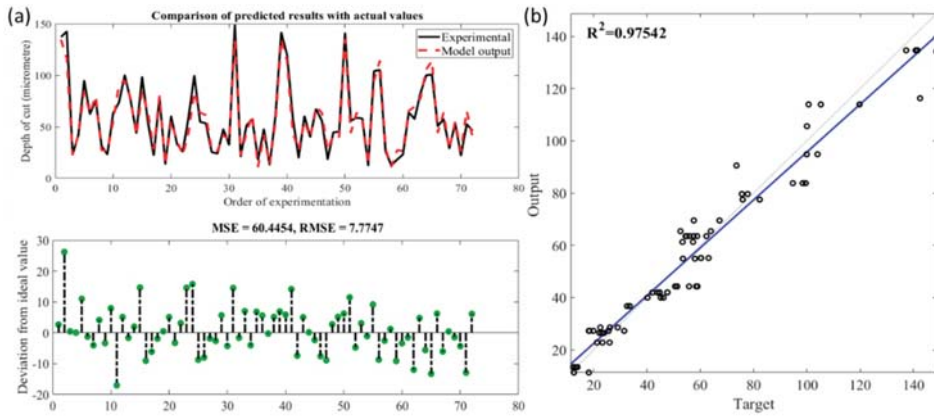 (a)
Comparison of predicted results with actual values
150
100
50
0
Depth of cut (micrometre)
Experimental
Model output
0 10 20 30 40 50 60 70 80
Order of experimentation
MSE = 60.4454, RMSE = 7.7747
30
20
10
0
-10
-20
Deviation from ideal value
0 10 20 30 40 50 60 70 80
(b)
R²=0.97542
140
120
100
80
60
40
20
Output
20 40 60 80 100 120 140
Target